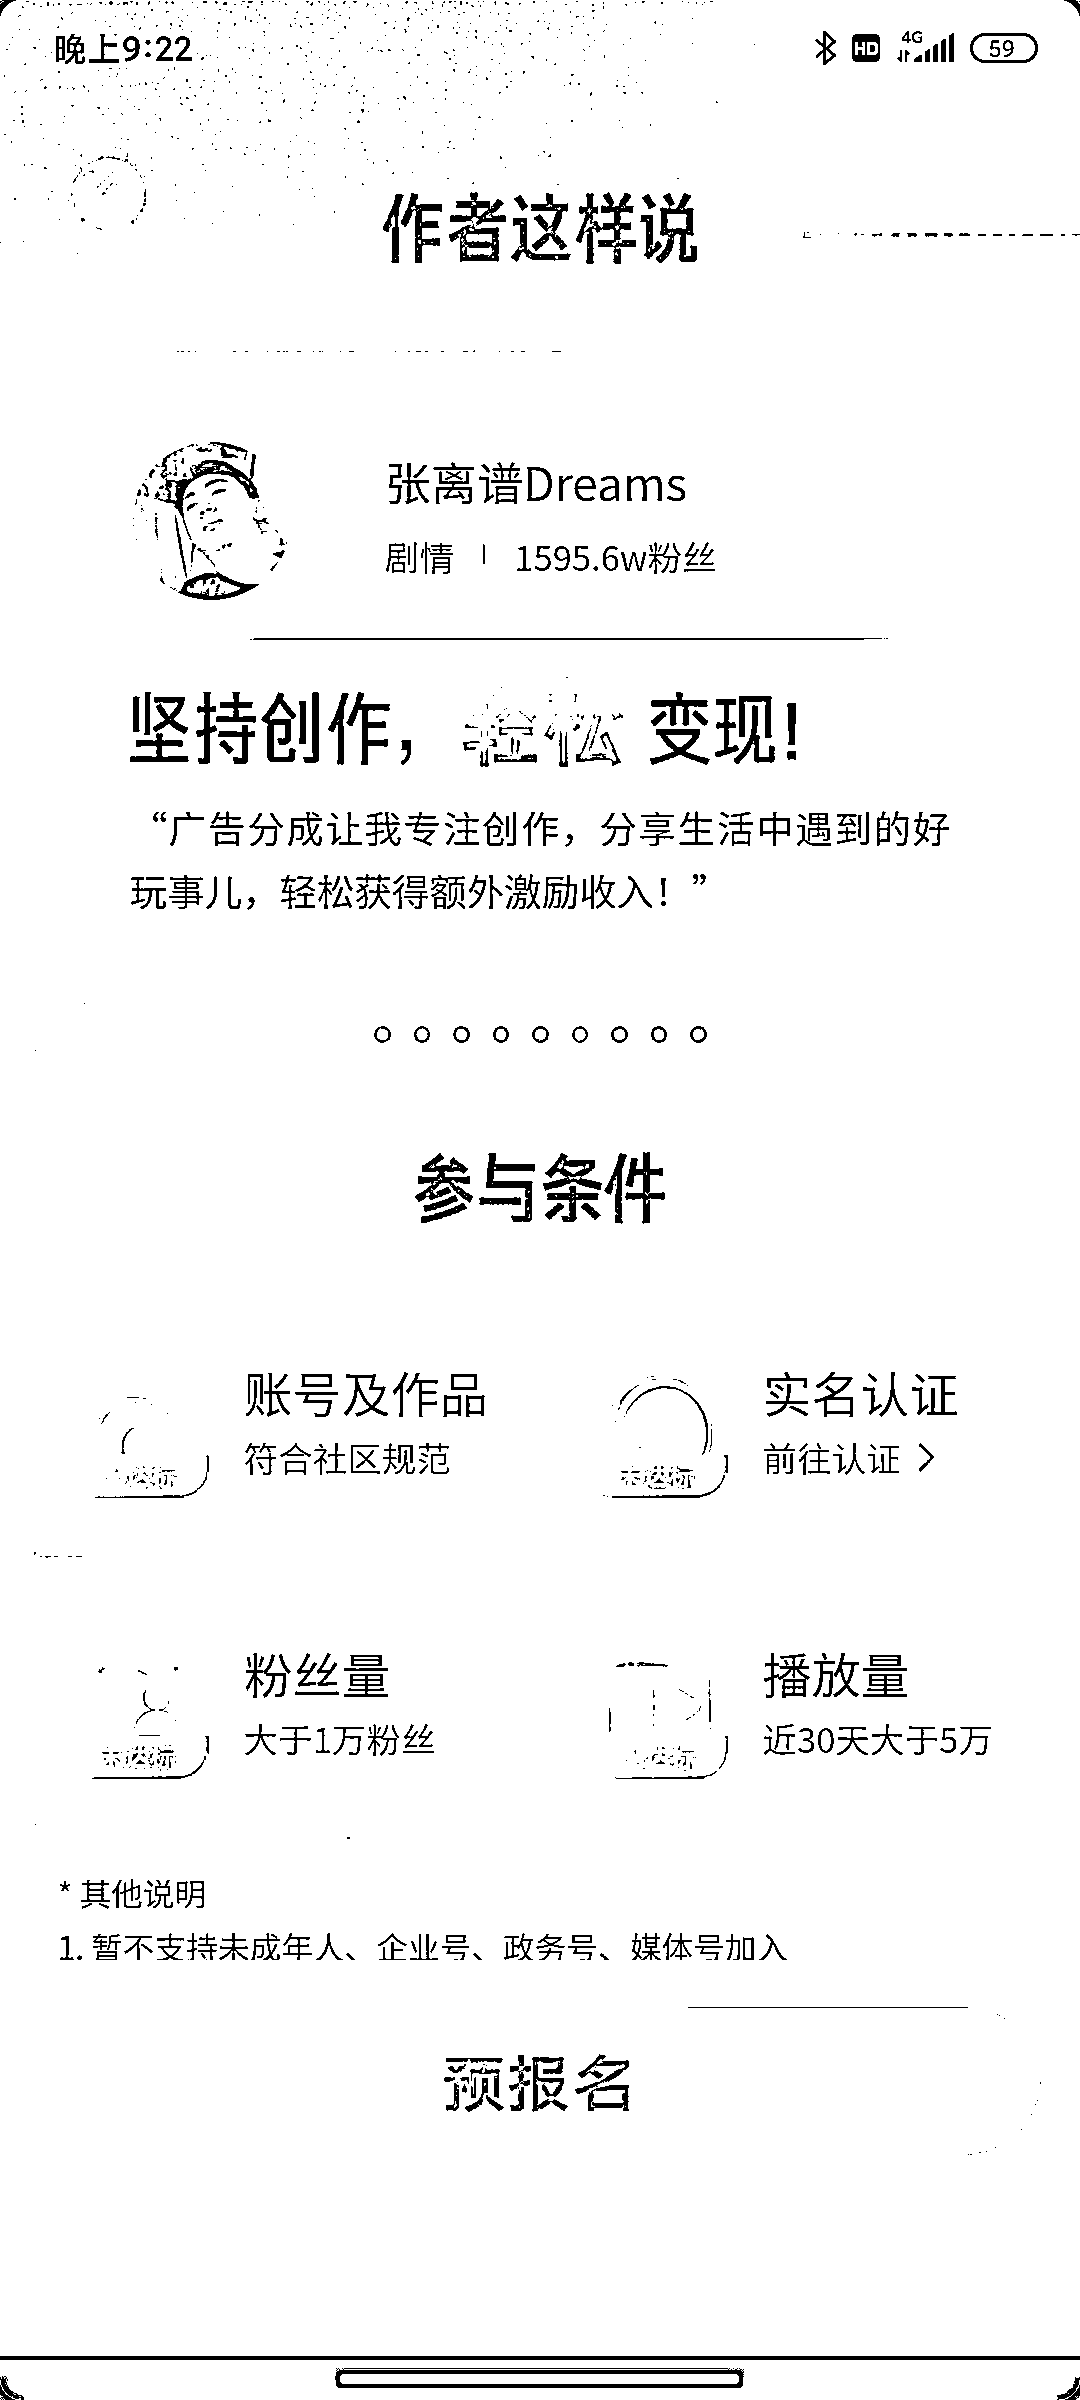 晚上9:22
HD 4G 59
作者这样说
张离谱Dreams
剧情 | 1595.6w粉丝
坚持创作，轻松 变现!
“广告分成让我专注创作，分享生活中遇到的好
玩事儿，轻松获得额外激励收入！”
参与条件
账号及作品
符合社区规范
未达标
实名认证
前往认证 >
未达标
粉丝量
大于1万粉丝
未达标
播放量
近30天大于5万
未达标
* 其他说明
1. 暂不支持未成年人、企业号、政务号、媒体号加入
预报名